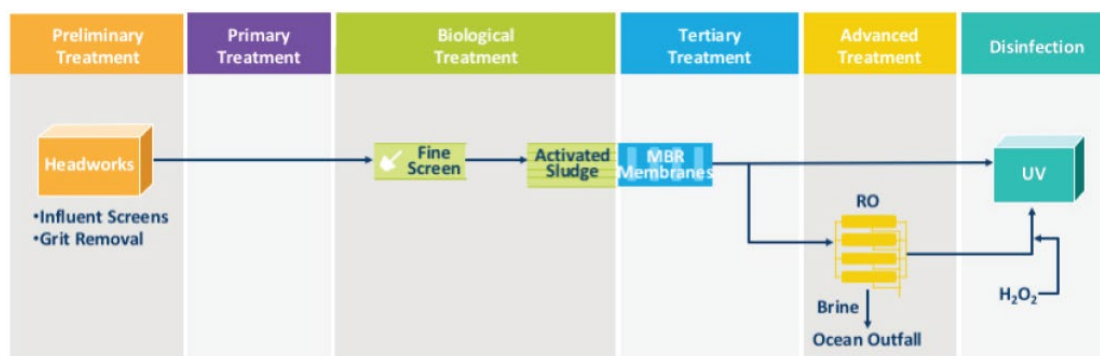 Preliminary
Treatment
Primary
Treatment
Biological
Treatment
Tertiary
Treatment
Advanced
Treatment
Disinfection
Headworks
•Influent Screens
•Grit Removal
Fine
Screen
Activated
Sludge
MBR
Membranes
RO
Brine
Ocean Outfall
UV
H₂O₂